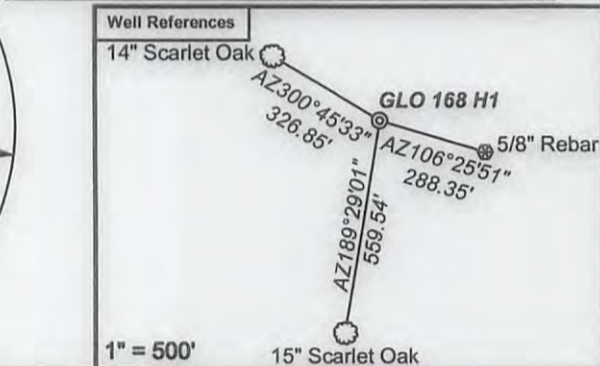 Well References
14" Scarlet Oak
GLO 168 H1
AZ300°45'33"
326.85'
5/8" Rebar
AZ106°25'51"
288.35'
AZ189°29'01"
559.54'
1" = 500'
15" Scarlet Oak